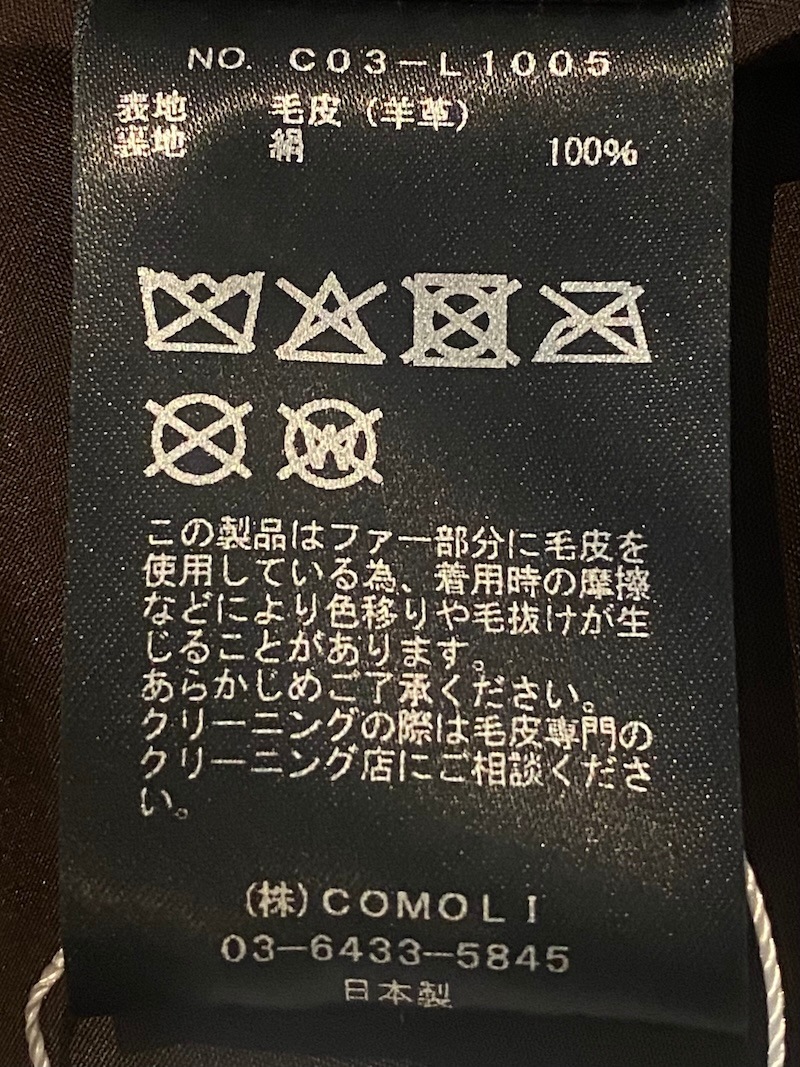 NO. C03-L1005
表地 毛皮 (羊革)
裏地 絹 100%
W
この製品はファー部分に毛皮を
使用している為、着用時の摩擦
などにより色移りや毛抜けが生
じることがあります。
あらかじめご了承ください。
クリーニングの際は毛皮専門の
クリーニング店にご相談くださ
い。
(株)COMOLI
03-6433-5845
日本製